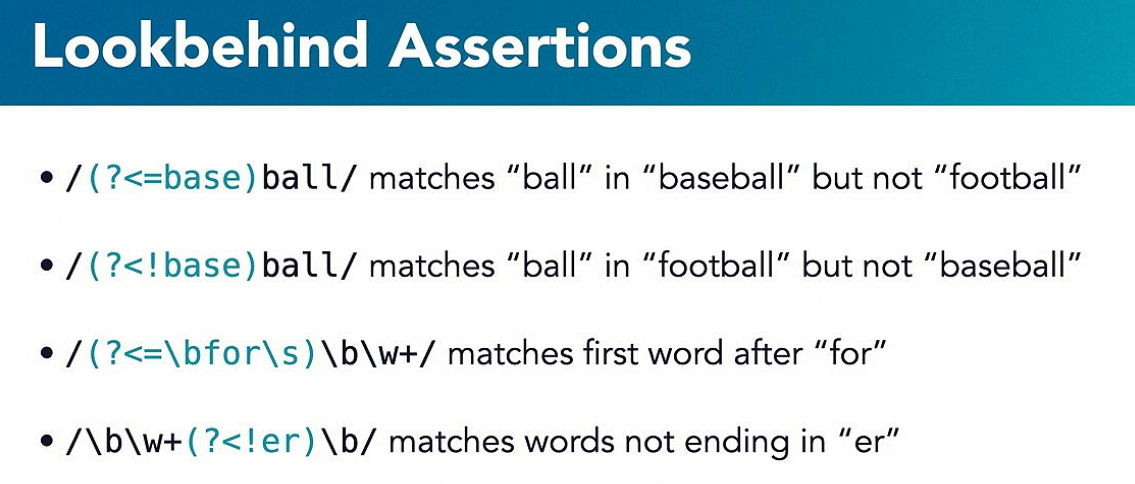 Lookbehind Assertions
• /(?<=base)ball/ matches “ball” in “baseball” but not “football”
• /(?<!base)ball/ matches “ball” in “football” but not “baseball”
• /(?<=\bfor\s)\b\w+/ matches first word after “for”
• /\b\w+(?<!er)\b/ matches words not ending in “er”